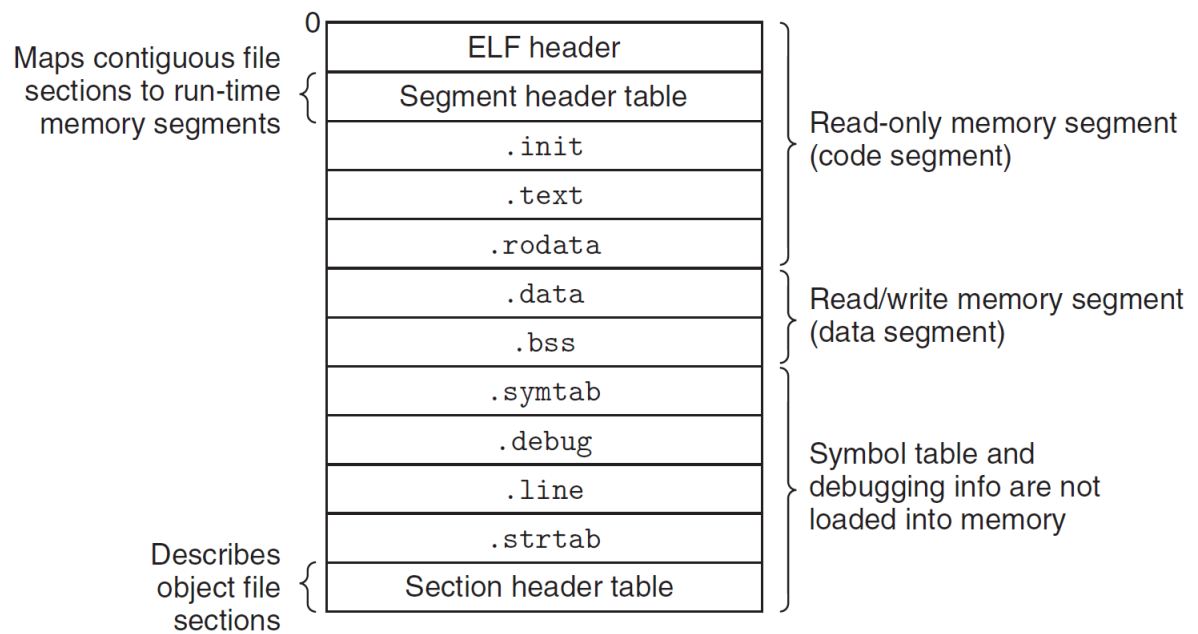 0
ELF header
Maps contiguous file
sections to run-time
memory segments
Segment header table
.init
.text
.rodata
Read-only memory segment
(code segment)
.data
.bss
Read/write memory segment
(data segment)
.symtab
.debug
.line
.strtab
Symbol table and
debugging info are not
loaded into memory
Describes
object file
sections
Section header table